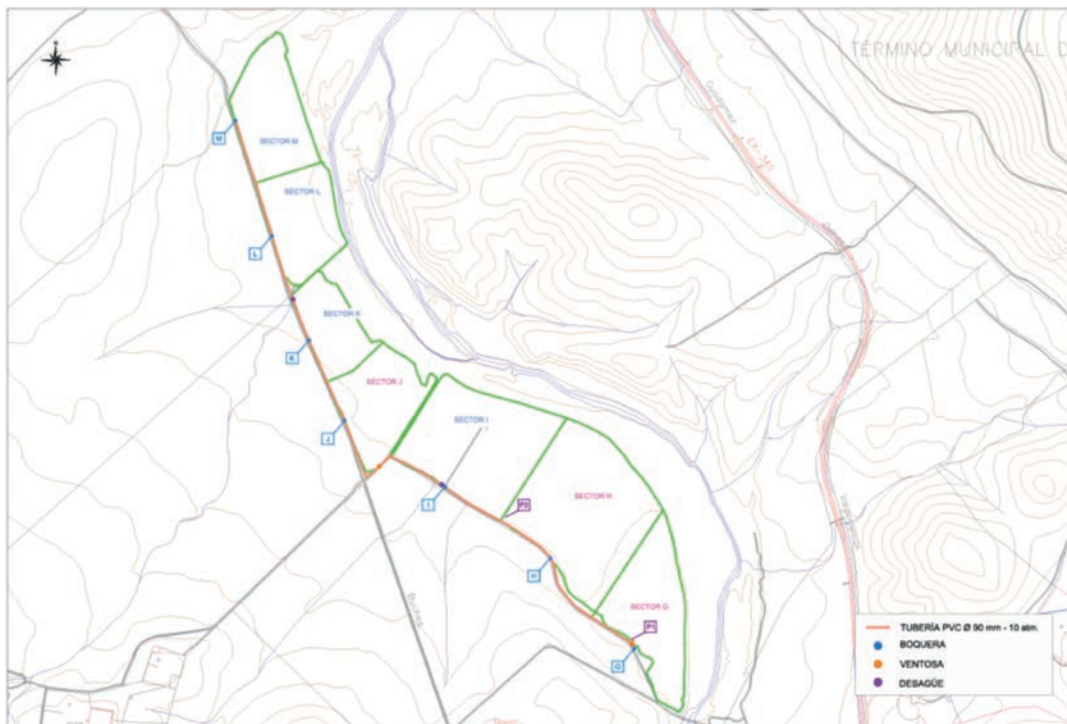 TÉRMINO MUNICIPAL D
EX-345
M
SECTOR M
SECTOR L
L
SECTOR K
K
SECTOR J
J
SECTOR I
I
P2
SECTOR H
H
SECTOR G
P1
G
TUBERÍA PVC Ø 90 mm - 10 atm.
BOQUERA
VENTOSA
DESAGÜE